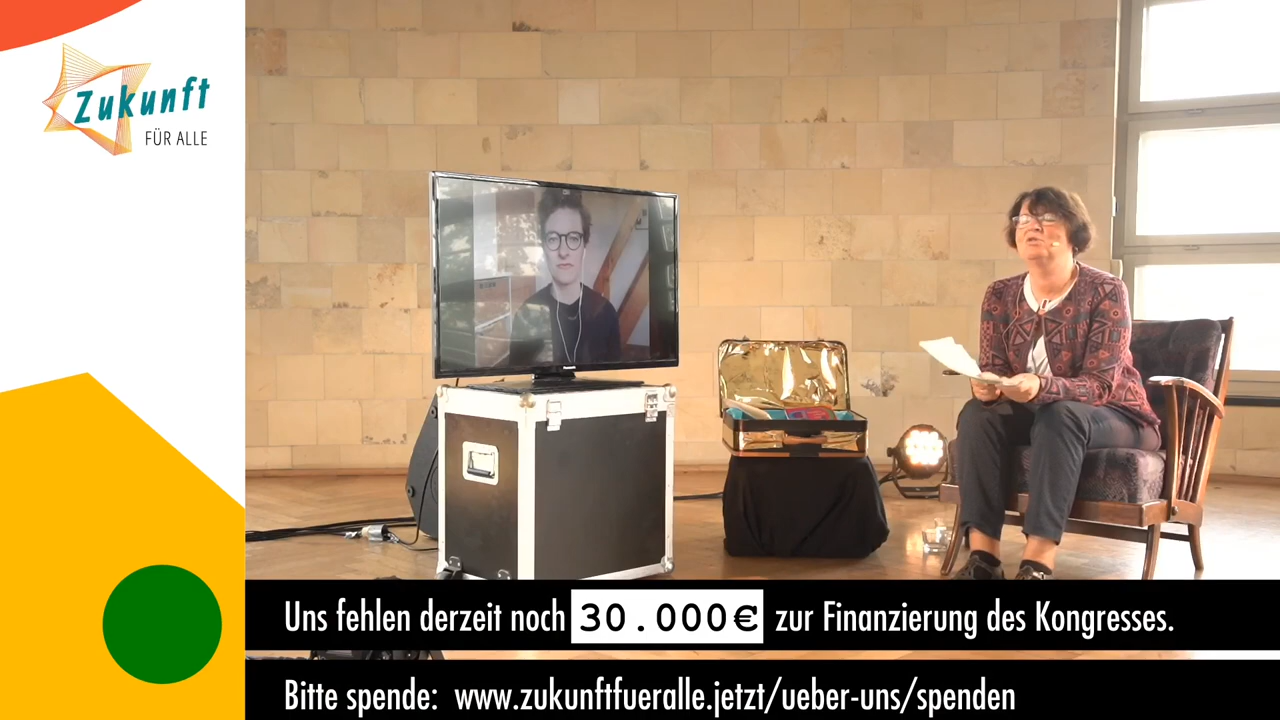 Zukunft
FÜR ALLE
Uns fehlen derzeit noch 30.000€ zur Finanzierung des Kongresses.
Bitte spende: www.zukunftfueralle.jetzt/ueber-uns/spenden